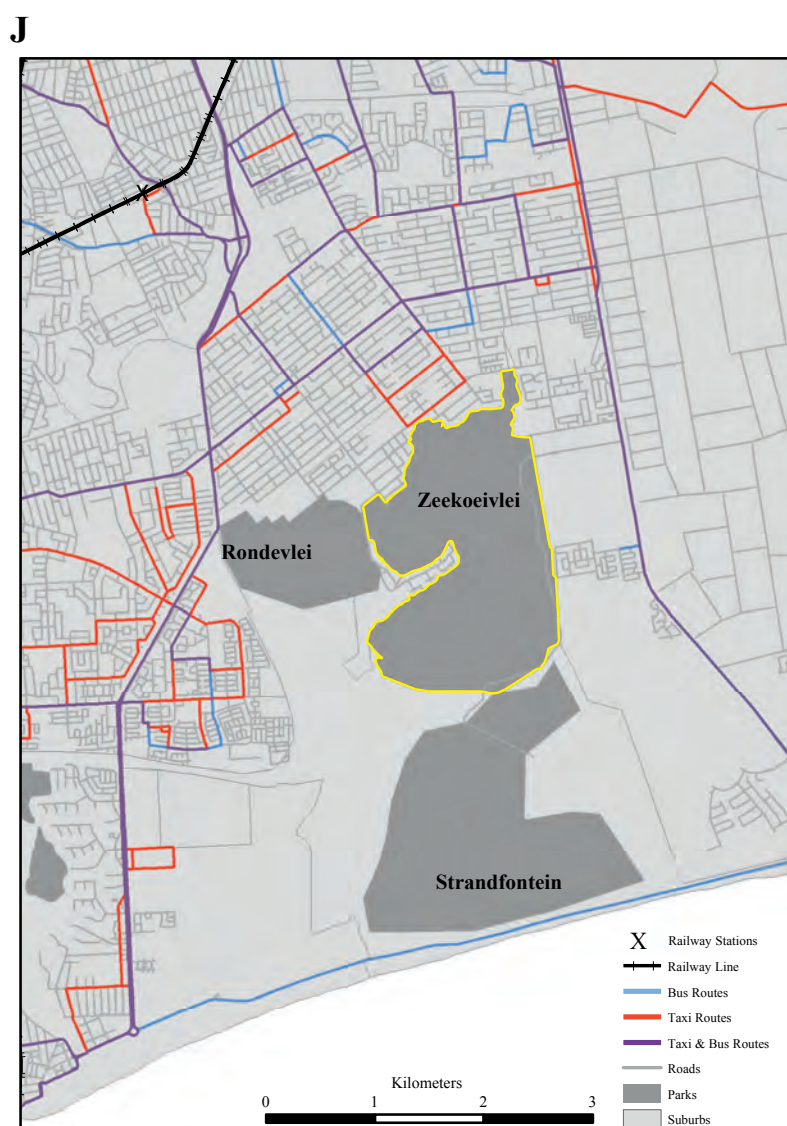 J
Zeekoeivlei
Rondevlei
Strandfontein
X Railway Stations
Railway Line
Bus Routes
Taxi Routes
Taxi & Bus Routes
Roads
Parks
Suburbs
Kilometers
0 1 2 3